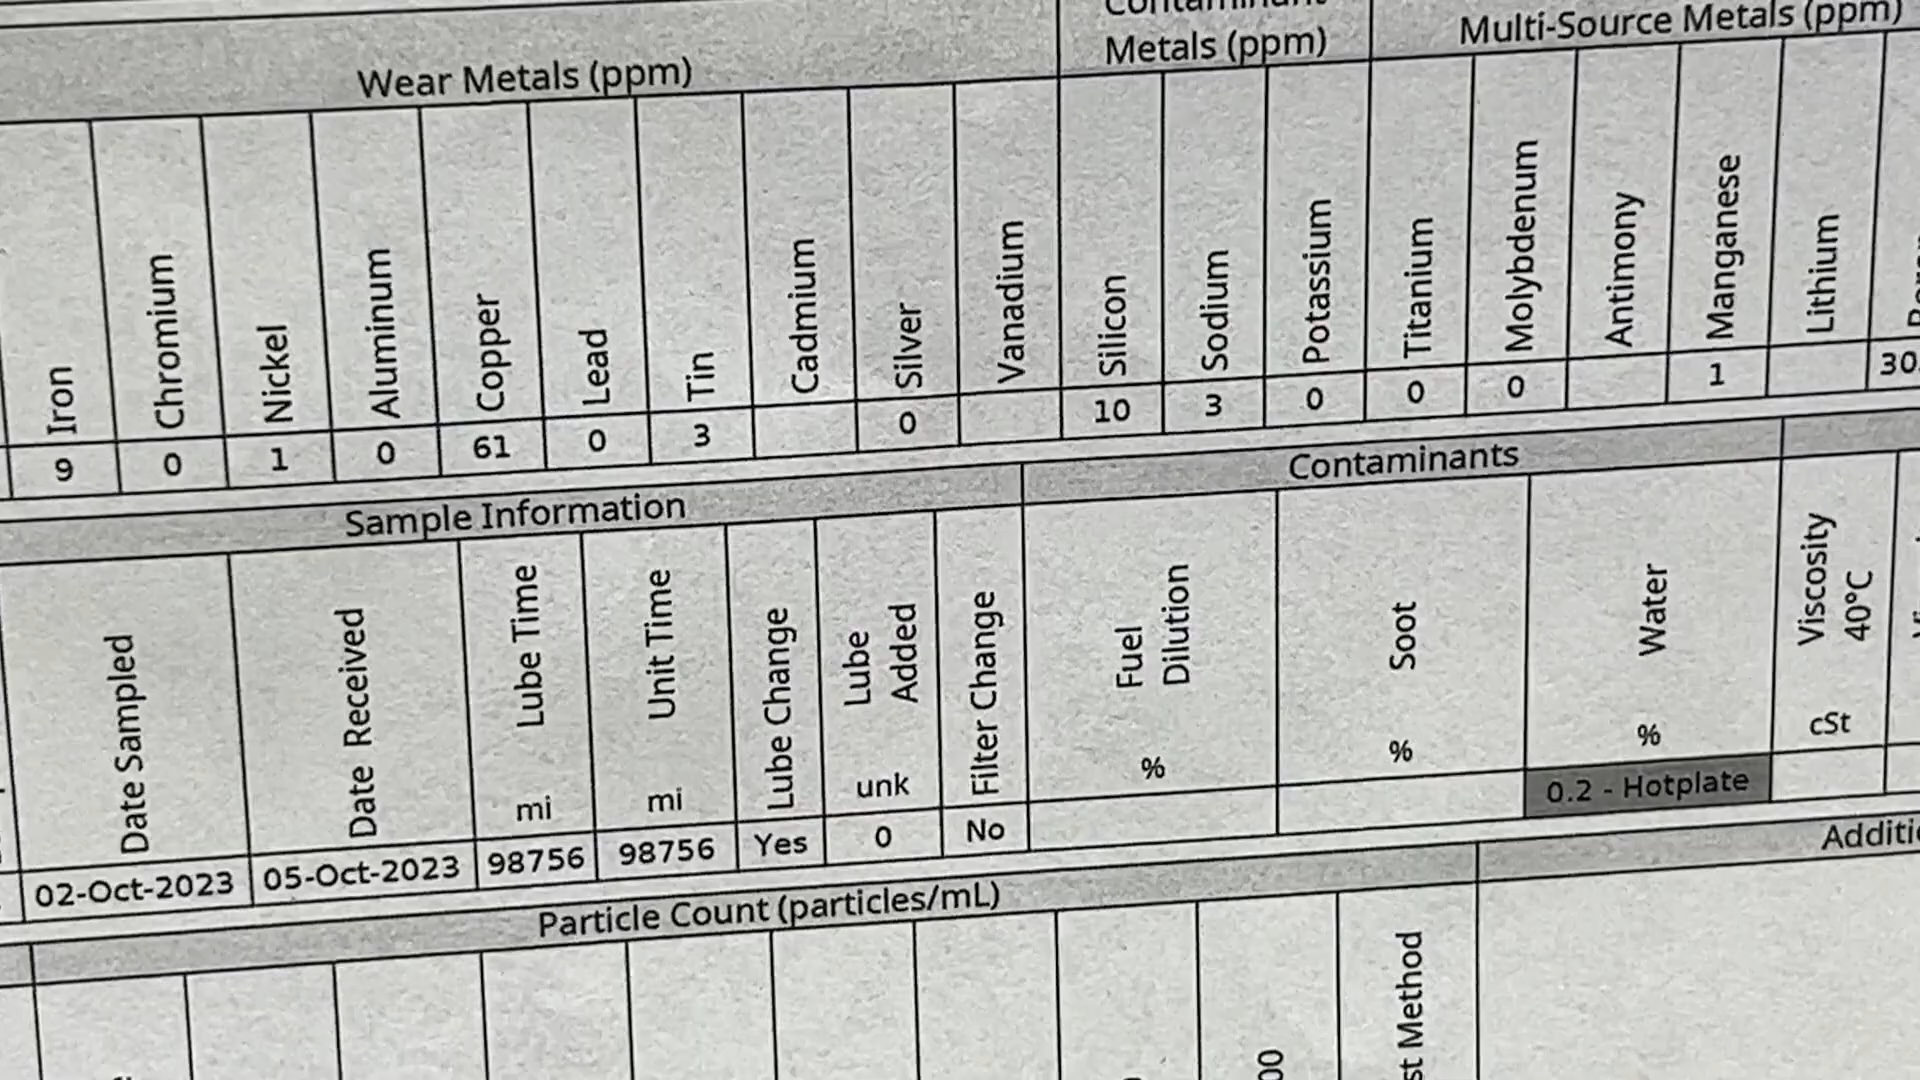 Metals (ppm)
Wear Metals (ppm)
Multi-Source Metals (ppm)
Iron
Chromium
Nickel
Aluminum
Copper
Lead
Tin
Cadmium
Silver
Vanadium
Silicon
Sodium
Potassium
Titanium
Molybdenum
Antimony
Manganese
Lithium
9 0 1 0 61 0 3 0 10 3 0 0 0 1 30
Sample Information
Contaminants
Date Sampled
Date Received
Lube Time
mi
Unit Time
mi
Lube Change
Lube
Added
unk
Filter Change
Fuel
Dilution
%
Soot
%
Water
%
Viscosity
40°C
cSt
02-Oct-2023 05-Oct-2023 98756 98756 Yes 0 No 0.2 - Hotplate
Particle Count (particles/mL)
Method